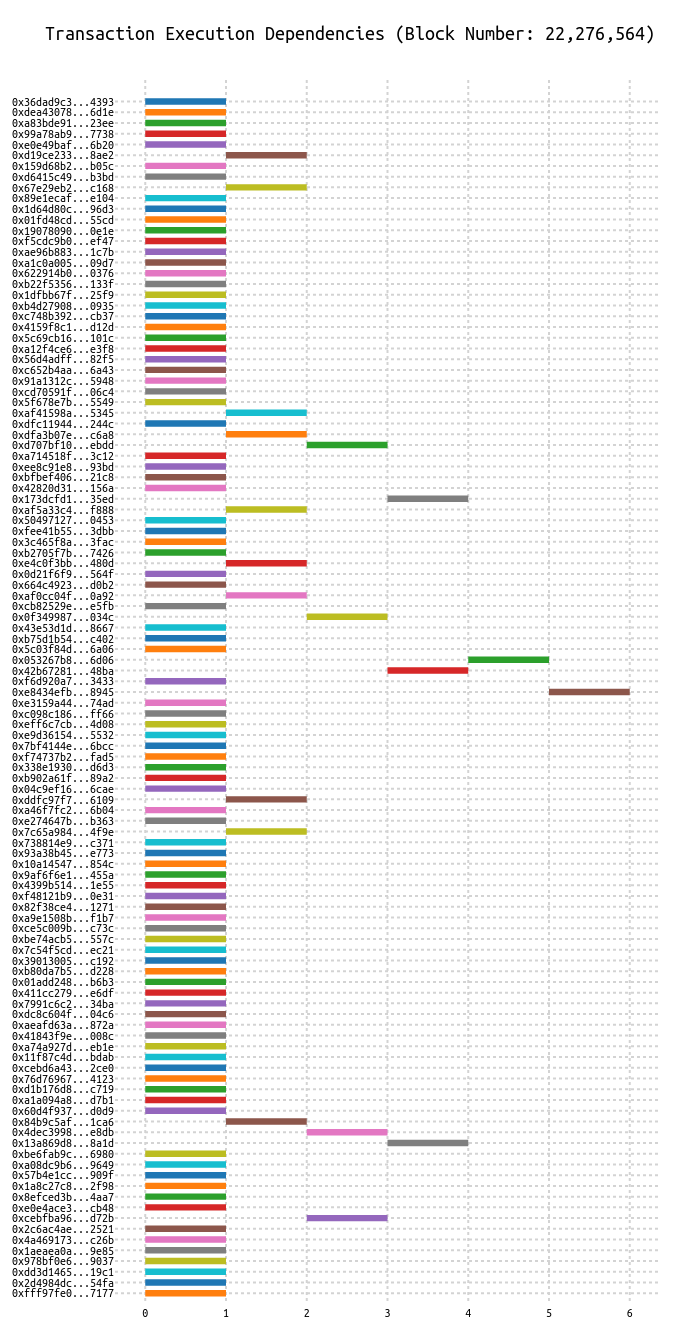 Transaction Execution Dependencies (Block Number: 22,276,564)
0x36dad9c3...4393
0xdea43078...6d1e
0xa83bde91...23ee
0x99a78ab9...7738
0xe0e49baf...6b20
0xd19ce233...8ae2
0x159d68b2...b05c
0xd6415c49...b3bd
0x67e29eb2...c168
0x89e1ecaf...e104
0x1d64d80c...96d3
0x01fd48cd...55cd
0x19078090...0e1e
0xf5cdc9b0...ef47
0xae96b883...1c7b
0xa1c0a005...09d7
0x622914b0...0376
0xb22f5356...133f
0x1dfbb67f...25f9
0xb4d27908...0935
0xc748b392...cb37
0x4159f8c1...d12d
0x5c69cb16...101c
0xa12f4ce6...e3f8
0x56d4adff...82f5
0xc652b4aa...6a43
0x91a1312c...5948
0xcd70591f...06c4
0x5f678e7b...5549
0xaf41598a...5345
0xdfc11944...244c
0xdfa3b07e...c6a8
0xd707bf10...ebdd
0xa714518f...3c12
0xee8c91e8...93bd
0xbfbef406...21c8
0x42820d31...156a
0x173dcfd1...35ed
0xaf5a33c4...f888
0x50497127...0453
0xfee41b55...3dbb
0x3c465f8a...3fac
0xb2705f7b...7426
0xe4c0f3bb...480d
0x0d21f6f9...564f
0x664c4923...d0b2
0xaf0cc04f...0a92
0xcb82529e...e5fb
0x0f349987...034c
0x43e53d1d...8667
0xb75d1b54...c402
0x5c03f84d...6a06
0x053267b8...6d06
0x42b67281...48ba
0xf6d920a7...3433
0xe8434efb...8945
0xe3159a44...74ad
0xc098c186...ff66
0xeff6c7cb...4d08
0xe9d36154...5532
0x7bf4144e...6bcc
0xf74737b2...fad5
0x338e1930...d6d3
0xb902a61f...89a2
0x04c9ef16...6cae
0xddfc97f7...6109
0xa46f7fc2...6b04
0xe274647b...b363
0x7c65a984...4f9e
0x738814e9...c371
0x93a38b45...e773
0x10a14547...854c
0x9af6f6e1...455a
0x4399b514...1e55
0xf48121b9...0e31
0x82f38ce4...1271
0xa9e1508b...f1b7
0xce5c009b...c73c
0xbe74acb5...557c
0x7c54f5cd...ec21
0x39013005...c192
0xb80da7b5...d228
0x01add248...b6b3
0x411cc279...e6df
0x7991c6c2...34ba
0xdc8c604f...04c6
0xaeafd63a...872a
0x41843f9e...008c
0xa74a927d...eb1e
0x11f87c4d...bdab
0xcebd6a43...2ce0
0x76d76967...4123
0xd1b176d8...c719
0xa1a094a8...d7b1
0x60d4f937...d0d9
0x84b9c5af...1ca6
0x4dec3998...e8db
0x13a869d8...8a1d
0xbe6fab9c...6980
0xa08dc9b6...9649
0x57b4e1cc...909f
0x1a8c27c8...2f98
0x8efced3b...4aa7
0xe0e4ace3...cb48
0xcebfba96...d72b
0x2c6ac4ae...2521
0x4a469173...c26b
0x1aeaea0a...9e85
0x978bf0e6...9037
0xdd3d1465...19c1
0x2d4984dc...54fa
0xfff97fe0...7177
0 1 2 3 4 5 6